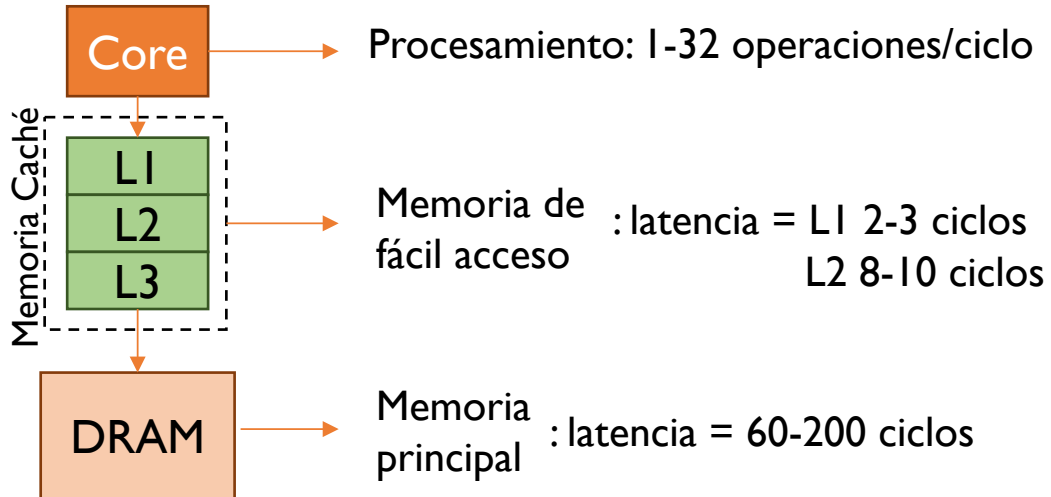 Core
Procesamiento: 1-32 operaciones/ciclo
Memoria Caché
L1
L2
L3
Memoria de
fácil acceso
: latencia = L1 2-3 ciclos
L2 8-10 ciclos
DRAM
Memoria
principal
: latencia = 60-200 ciclos